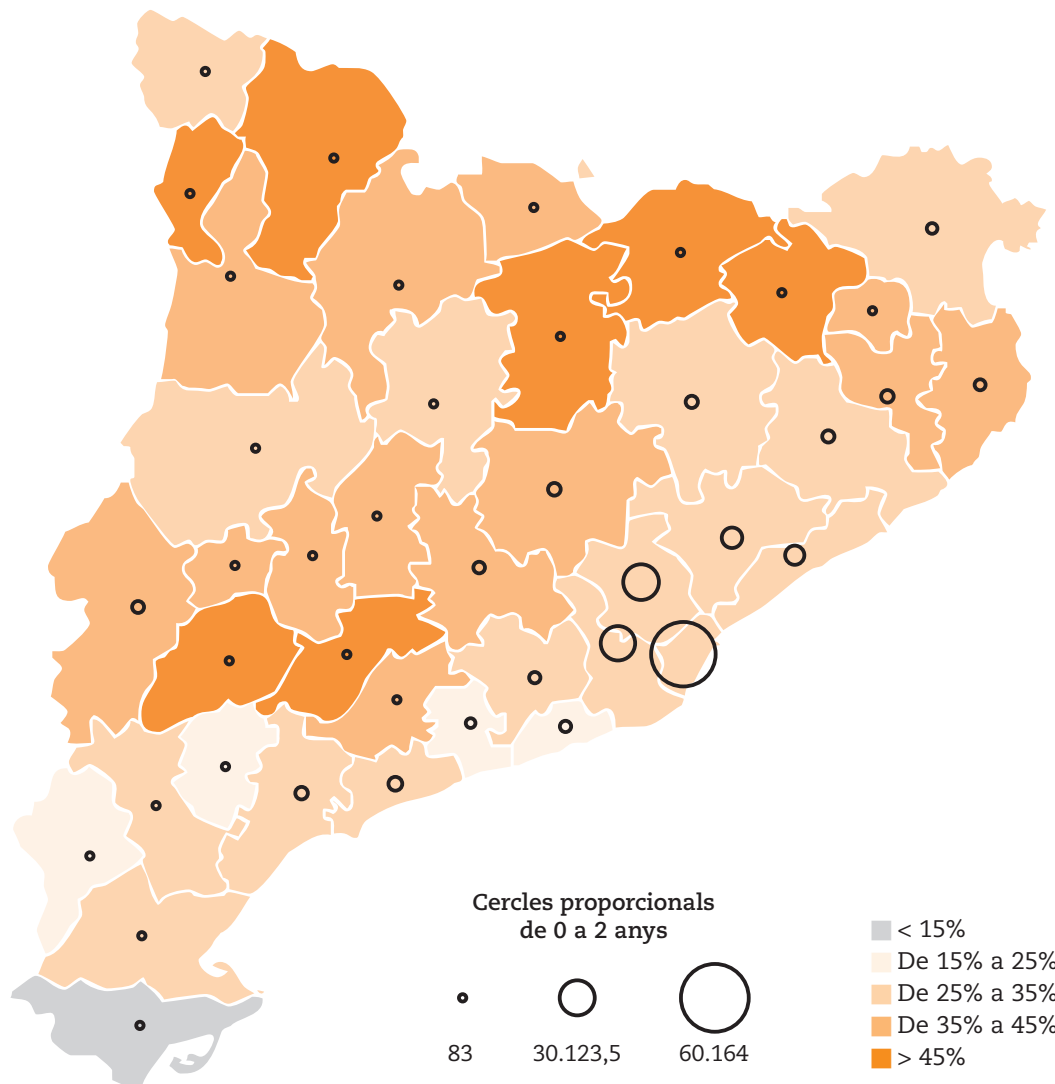 Cercles proporcionals
de 0 a 2 anys
83
30.123,5
60.164
< 15%
De 15% a 25%
De 25% a 35%
De 35% a 45%
> 45%